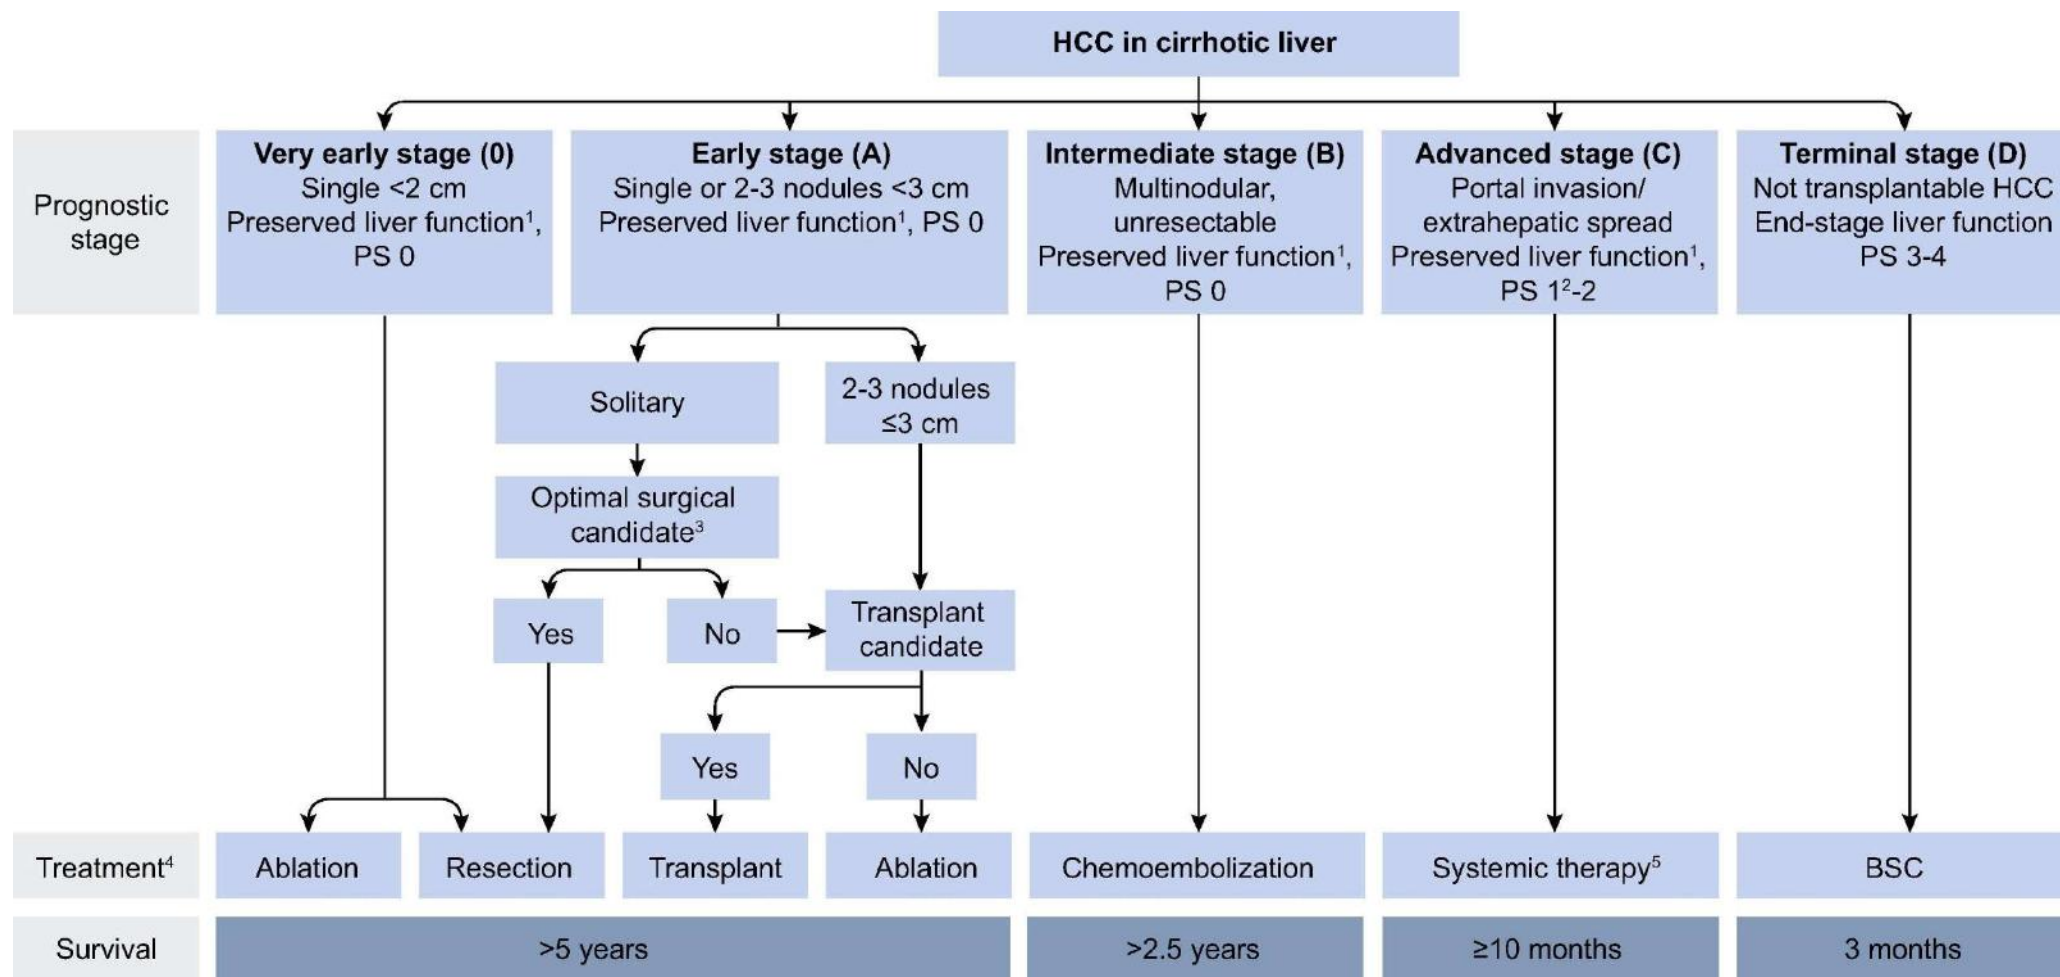 HCC in cirrhotic liver
Prognostic
stage
Very early stage (0)
Single <2 cm
Preserved liver function¹,
PS 0
Early stage (A)
Single or 2-3 nodules <3 cm
Preserved liver function¹, PS 0
Intermediate stage (B)
Multinodular,
unresectable
Preserved liver function¹,
PS 0
Advanced stage (C)
Portal invasion/
extrahepatic spread
Preserved liver function¹,
PS 1²-2
Terminal stage (D)
Not transplantable HCC
End-stage liver function
PS 3-4
Solitary
2-3 nodules
≤3 cm
Optimal surgical
candidate³
Yes
No
Transplant
candidate
Yes
No
Treatment⁴
Ablation
Resection
Transplant
Ablation
Chemoembolization
Systemic therapy⁵
BSC
Survival
>5 years
>2.5 years
≥10 months
3 months